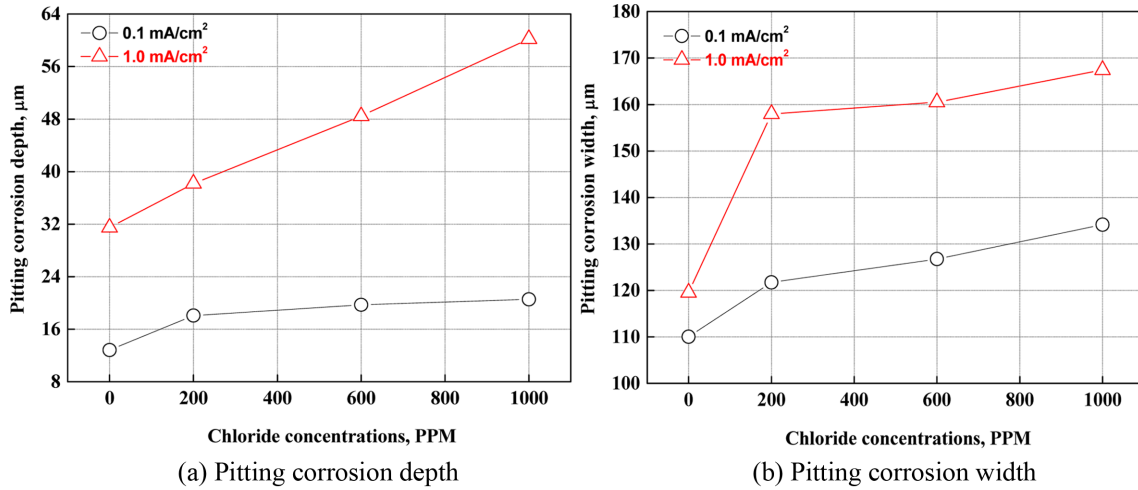 64
56
48
40
32
24
16
8
0
200
400
600
800
1000
Pitting corrosion depth, μm
Chloride concentrations, PPM
0.1 mA/cm²
1.0 mA/cm²
(a) Pitting corrosion depth
180
170
160
150
140
130
120
110
100
0
200
400
600
800
1000
Pitting corrosion width, μm
Chloride concentrations, PPM
0.1 mA/cm²
1.0 mA/cm²
(b) Pitting corrosion width